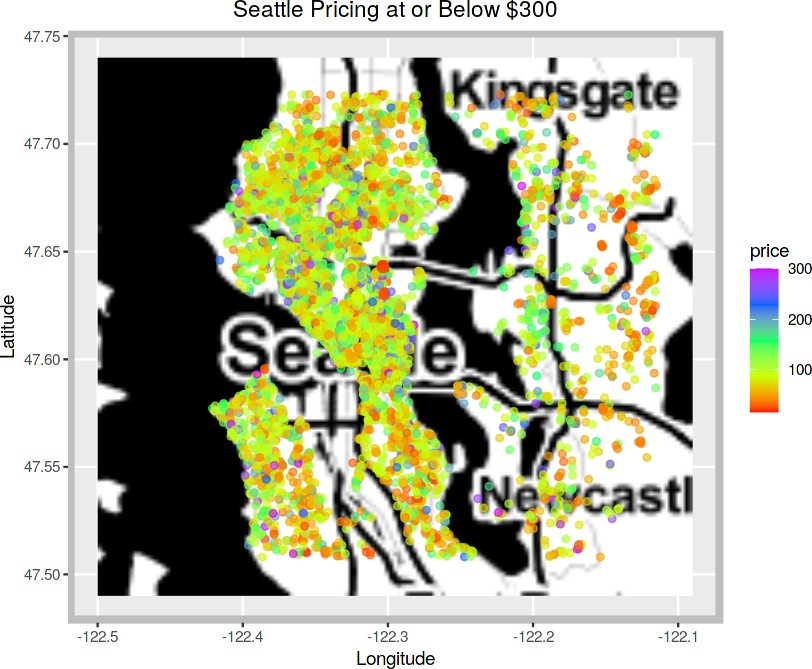 Seattle Pricing at or Below $300
47.75
47.70
47.65
47.60
47.55
47.50
Latitude
Kingsgate
Seattle
Newcastl
price
300
200
100
-122.5
-122.4
-122.3
-122.2
-122.1
Longitude